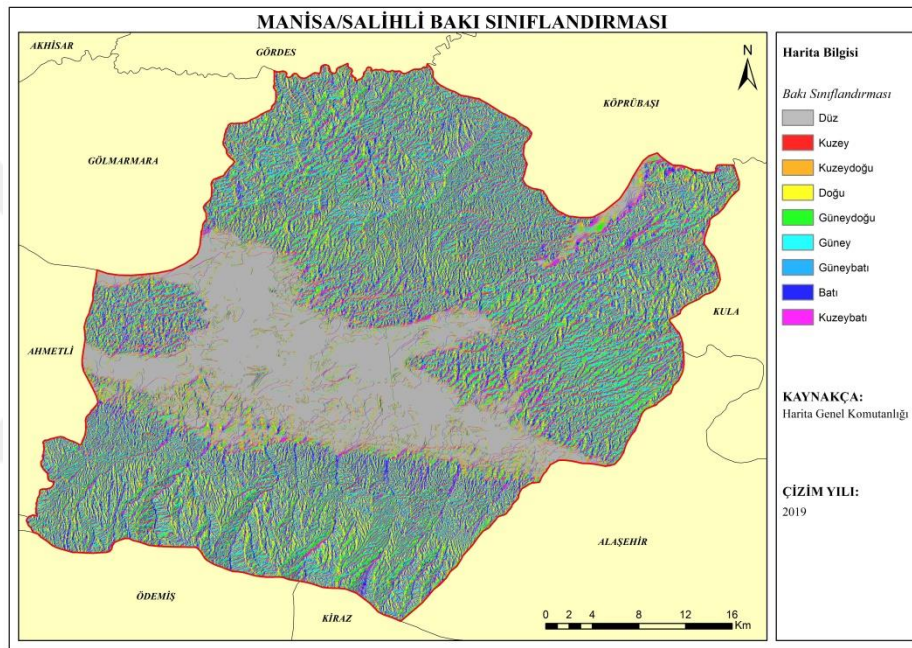 MANİSA/SALİHLİ BAKI SINIFLANDIRMASI
AKHİSAR
GÖRDES
KÖPRÜBAŞI
GÖLMARMARA
AHMETLİ
KULA
ALAŞEHİR
ÖDEMİŞ
KİRAZ
N
0 2 4 8 12 16
Km
Harita Bilgisi
Bakı Sınıflandırması
Düz
Kuzey
Kuzeydoğu
Doğu
Güneydoğu
Güney
Güneybatı
Batı
Kuzeybatı
KAYNAKÇA:
Harita Genel Komutanlığı
ÇİZİM YILI:
2019